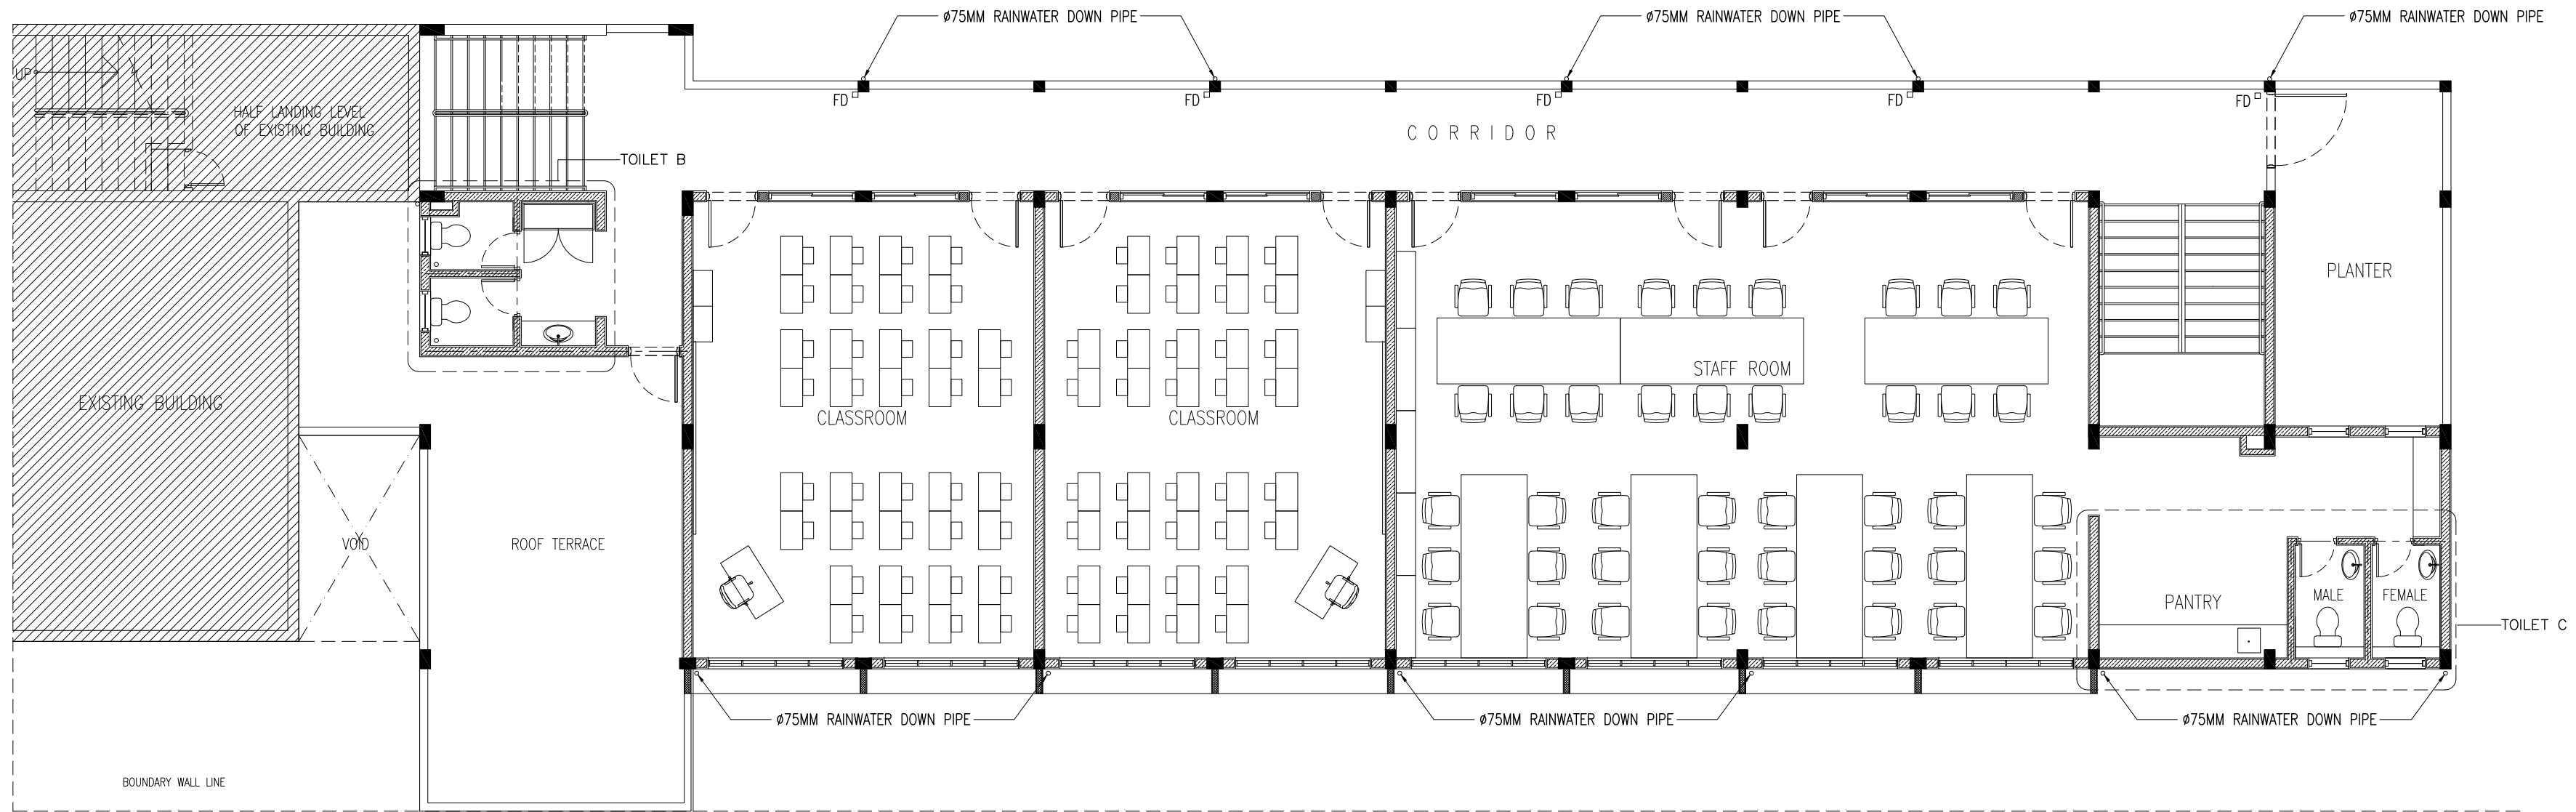 ø75MM RAINWATER DOWN PIPE
ø75MM RAINWATER DOWN PIPE
ø75MM RAINWATER DOWN PIPE
UP
HALF LANDING LEVEL
OF EXISTING BUILDING
FD
FD
FD
FD
FD
CORRIDOR
TOILET B
PLANTER
STAFF ROOM
EXISTING BUILDING
CLASSROOM
CLASSROOM
VOID
ROOF TERRACE
PANTRY
MALE
FEMALE
TOILET C
ø75MM RAINWATER DOWN PIPE
ø75MM RAINWATER DOWN PIPE
ø75MM RAINWATER DOWN PIPE
BOUNDARY WALL LINE